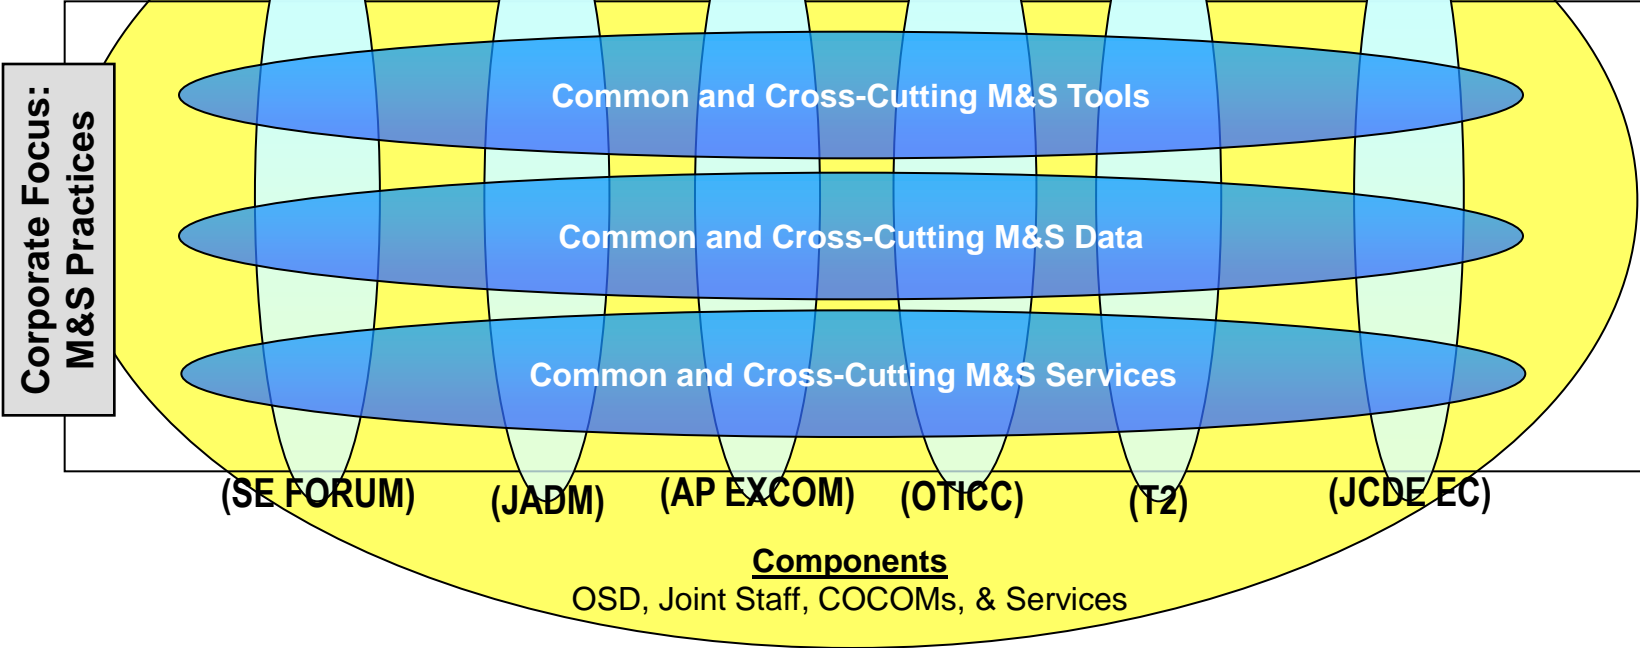 Corporate Focus:
M&S Practices
Common and Cross-Cutting M&S Tools
Common and Cross-Cutting M&S Data
Common and Cross-Cutting M&S Services
(SE FORUM) (JADM) (AP EXCOM) (OTICC) (T2) (JCDE EC)
Components
OSD, Joint Staff, COCOMs, & Services